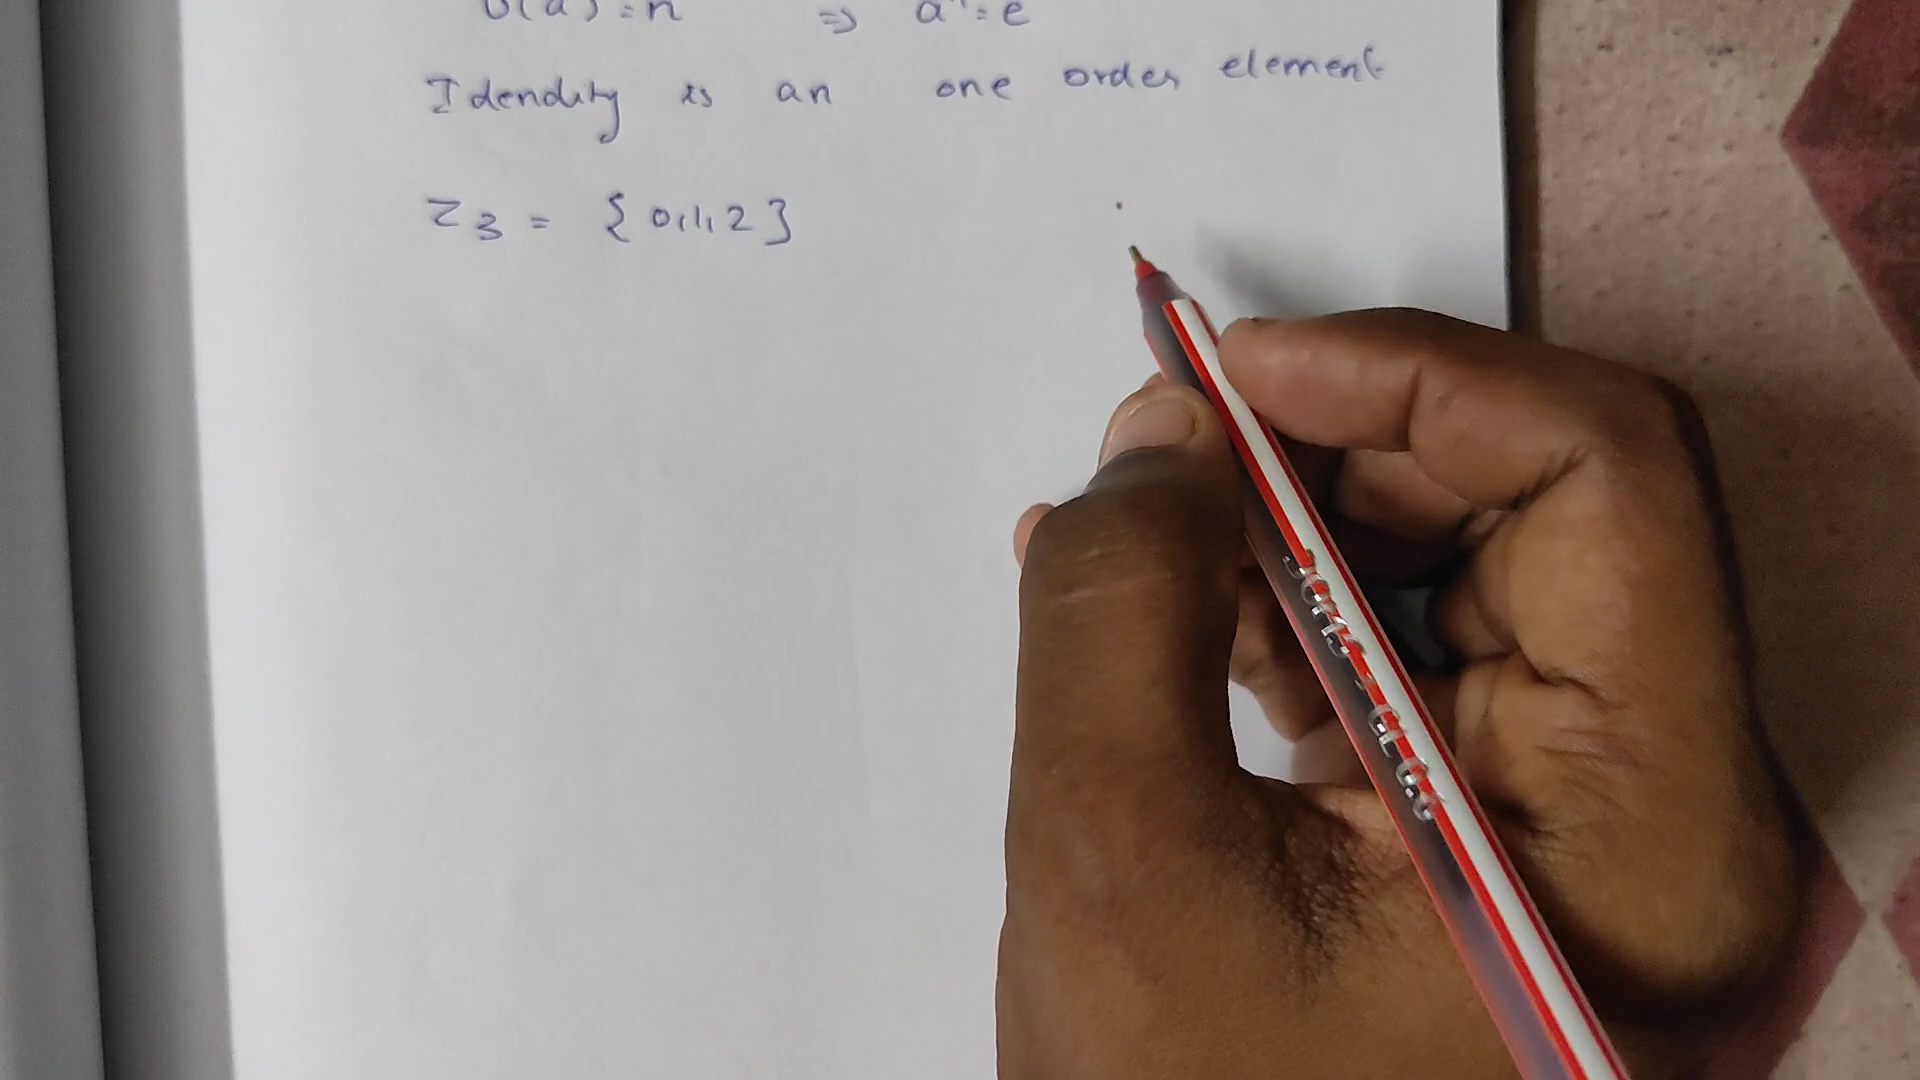 O(a) = n ⇒ aⁿ = e
Idendity is an one order element
Z3 = {0,1,2}